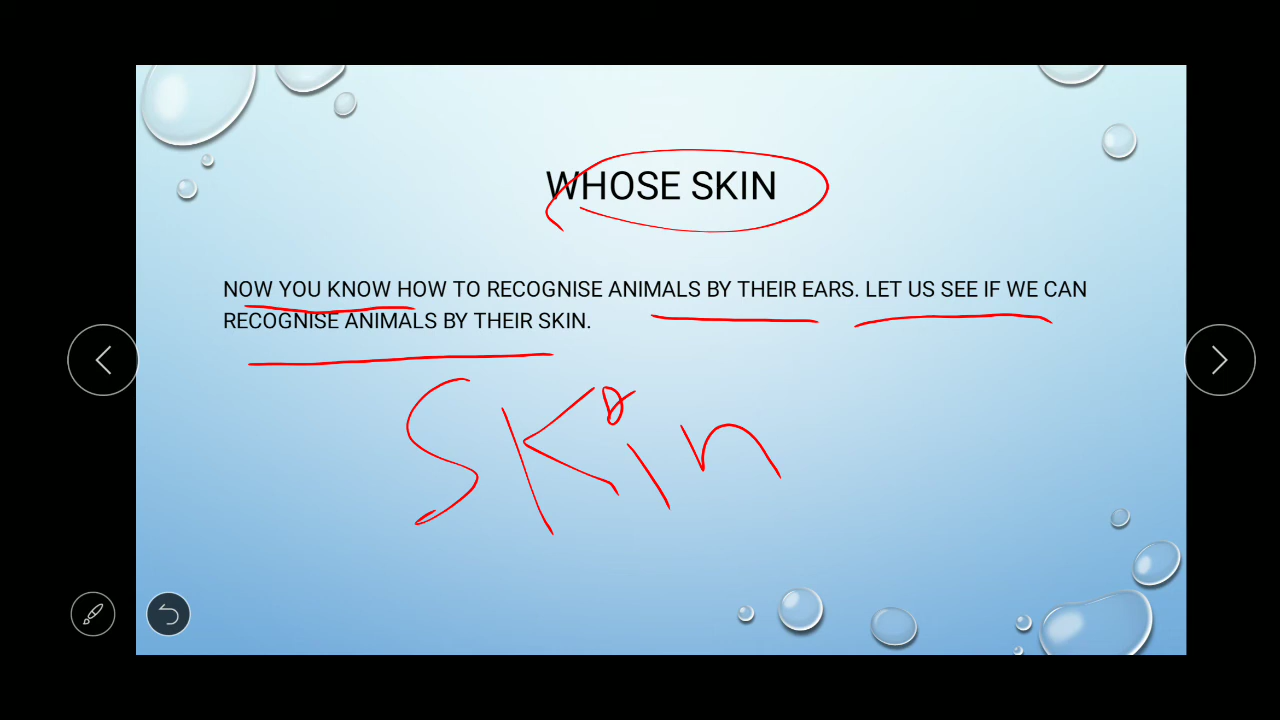 WHOSE SKIN
NOW YOU KNOW HOW TO RECOGNISE ANIMALS BY THEIR EARS. LET US SEE IF WE CAN
RECOGNISE ANIMALS BY THEIR SKIN.
SKin